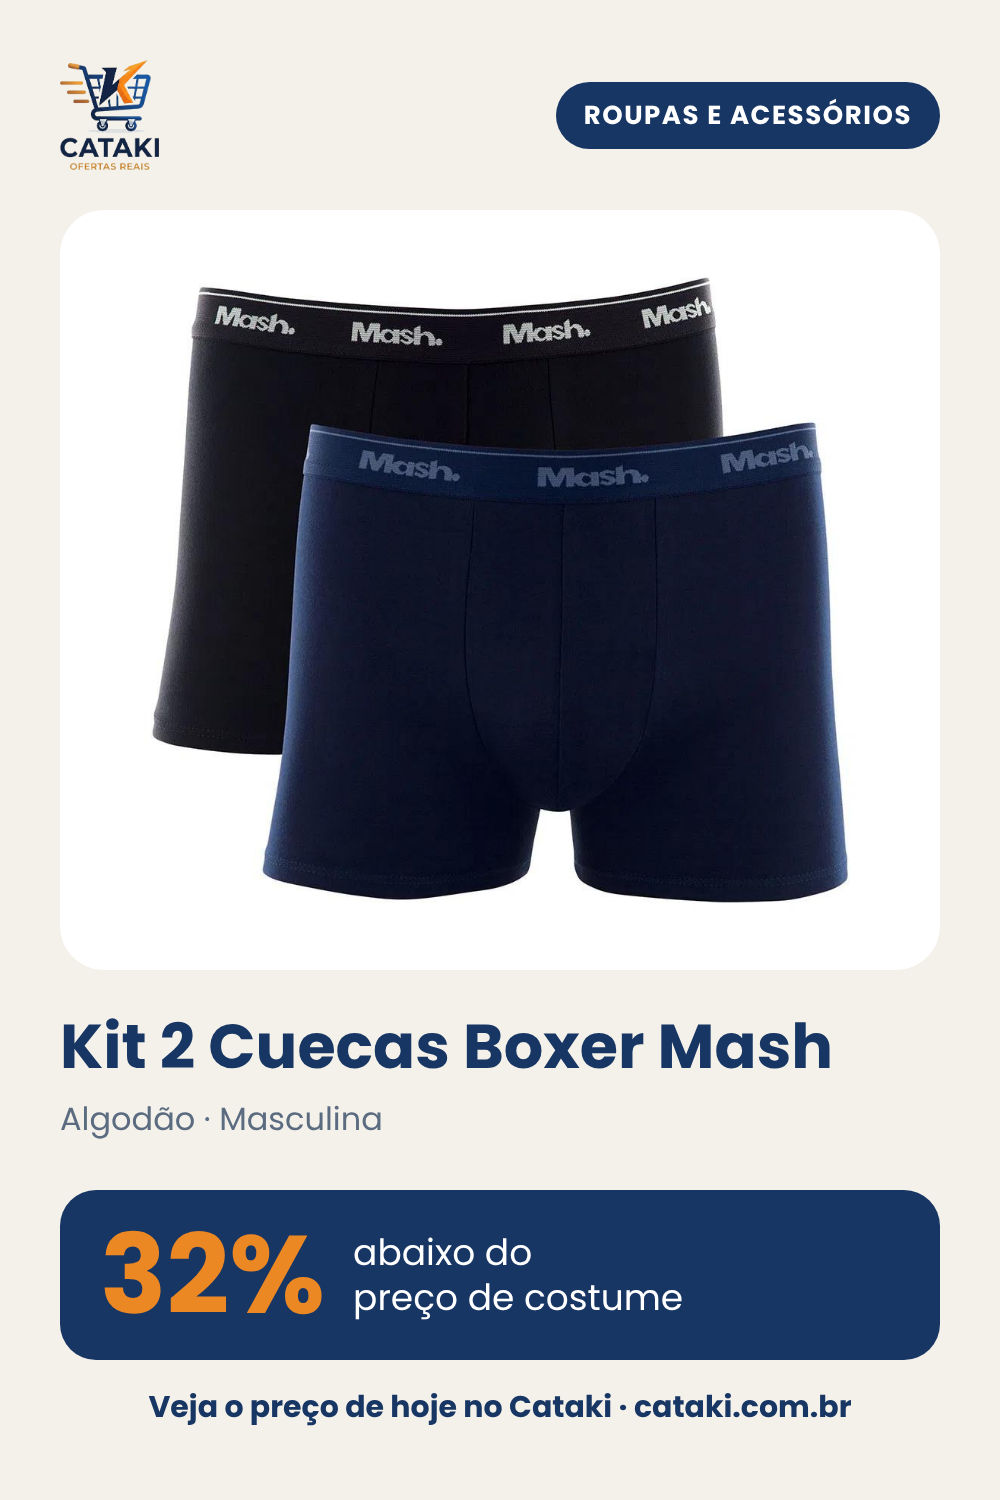 CATAKI
OFERTAS REAIS
ROUPAS E ACESSÓRIOS
Mash. Mash. Mash. Mash.
Mash. Mash. Mash.
Kit 2 Cuecas Boxer Mash
Algodão · Masculina
32%
abaixo do
preço de costume
Veja o preço de hoje no Cataki · cataki.com.br